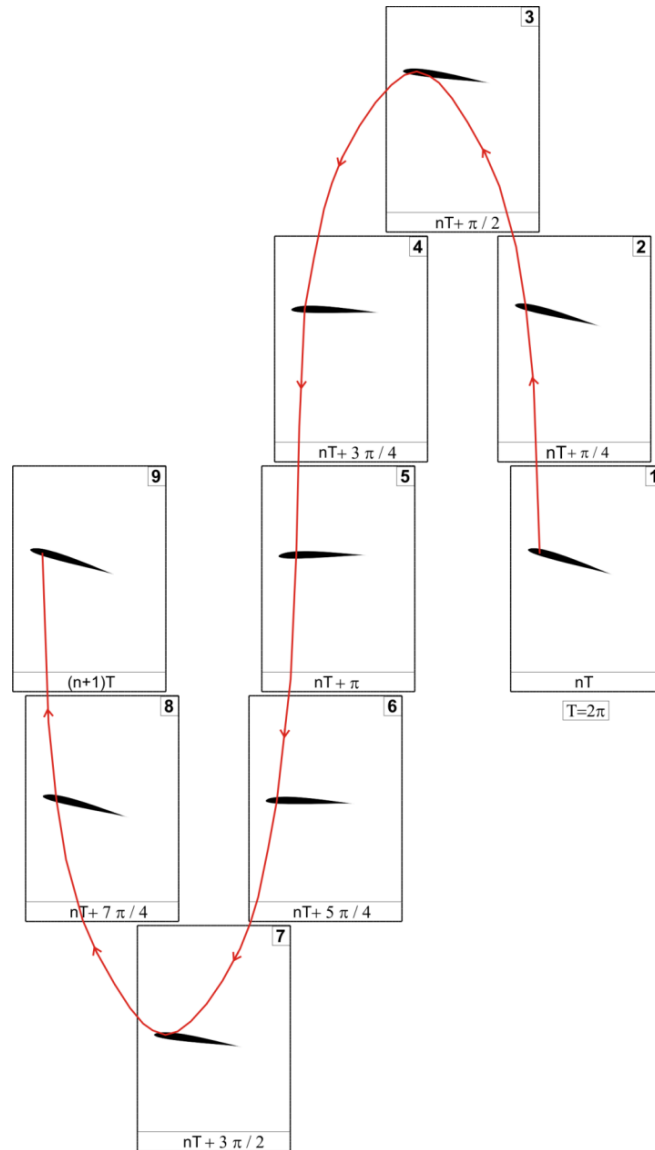 3
nT+ π / 2
4
2
nT+ 3 π / 4
nT+ π / 4
9
5
1
(n+1)T
nT + π
nT
T=2π
8
6
nT+ 7 π / 4
nT+ 5 π / 4
7
nT+ 3 π / 2